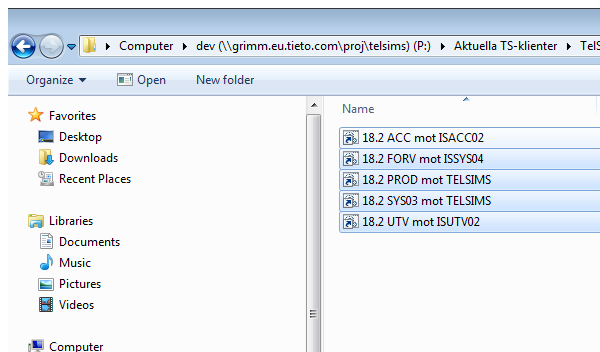 Computer dev (\\grimm.eu.tieto.com\proj\telsims) (P:) Aktuella TS-klienter TelS
Organize Open New folder
Favorites
Desktop
Downloads
Recent Places
Libraries
Documents
Music
Pictures
Videos
Computer
Name
18.2 ACC mot ISACC02
18.2 FORV mot ISSYS04
18.2 PROD mot TELSIMS
18.2 SYS03 mot TELSIMS
18.2 UTV mot ISUTV02